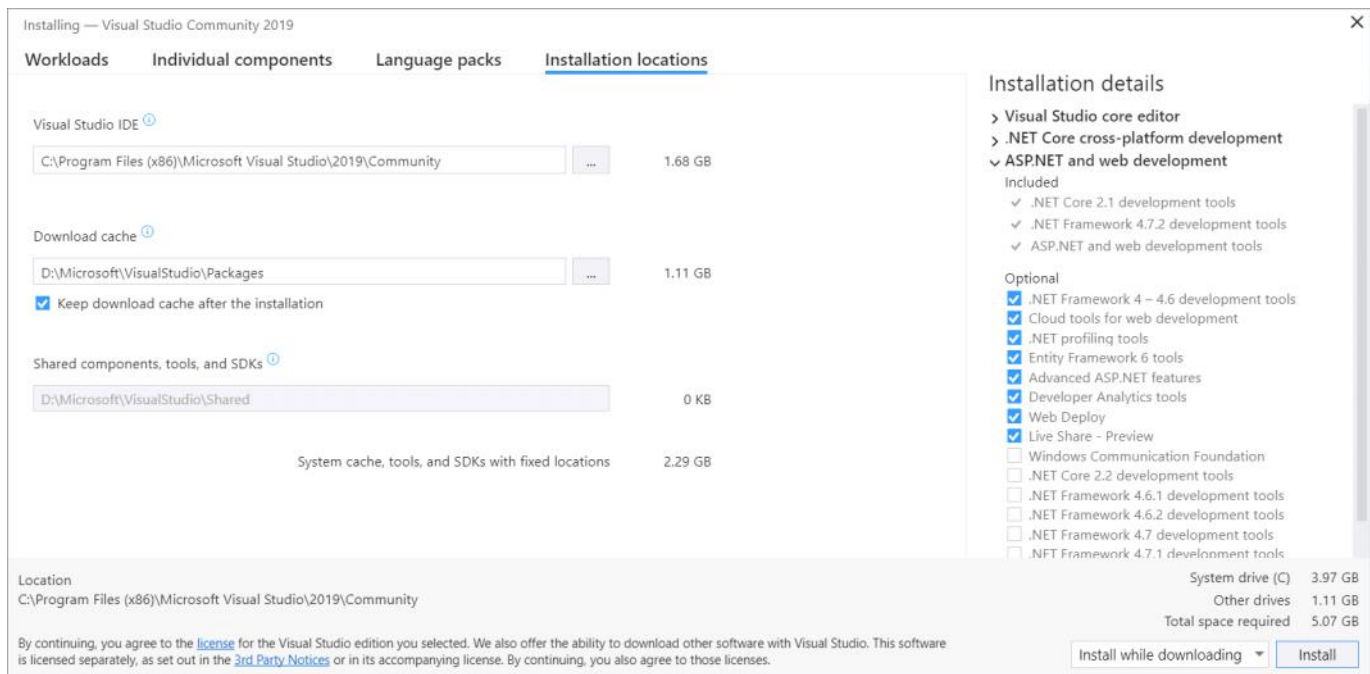 Installing — Visual Studio Community 2019
Workloads Individual components Language packs Installation locations
Visual Studio IDE
C:\Program Files (x86)\Microsoft Visual Studio\2019\Community ... 1.68 GB
Download cache
D:\Microsoft\VisualStudio\Packages ... 1.11 GB
Keep download cache after the installation
Shared components, tools, and SDKs
D:\Microsoft\VisualStudio\Shared 0 KB
System cache, tools, and SDKs with fixed locations 2.29 GB
Installation details
Visual Studio core editor
.NET Core cross-platform development
ASP.NET and web development
Included
.NET Core 2.1 development tools
.NET Framework 4.7.2 development tools
ASP.NET and web development tools
Optional
.NET Framework 4 – 4.6 development tools
Cloud tools for web development
.NET profiling tools
Entity Framework 6 tools
Advanced ASP.NET features
Developer Analytics tools
Web Deploy
Live Share - Preview
Windows Communication Foundation
.NET Core 2.2 development tools
.NET Framework 4.6.1 development tools
.NET Framework 4.6.2 development tools
.NET Framework 4.7 development tools
.NET Framework 4.7.1 development tools
Location
C:\Program Files (x86)\Microsoft Visual Studio\2019\Community
System drive (C) 3.97 GB
Other drives 1.11 GB
Total space required 5.07 GB
By continuing, you agree to the license for the Visual Studio edition you selected. We also offer the ability to download other software with Visual Studio. This software
is licensed separately, as set out in the 3rd Party Notices or in its accompanying license. By continuing, you also agree to those licenses.
Install while downloading Install